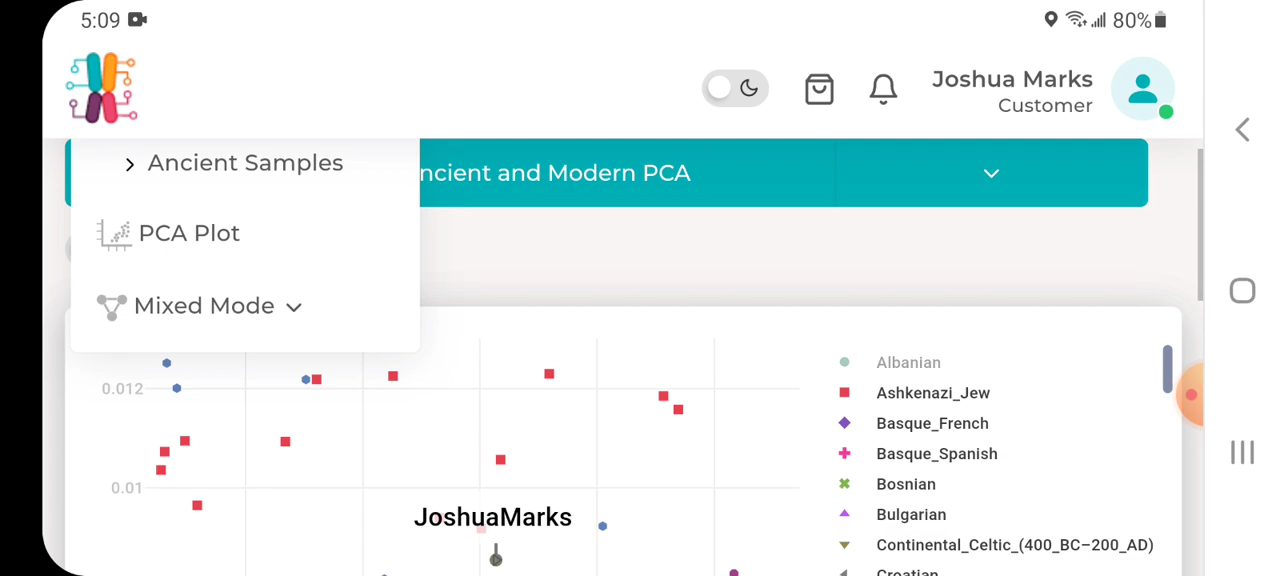 5:09
80%
Joshua Marks
Customer
Ancient Samples
ncient and Modern PCA
PCA Plot
Mixed Mode
0.012
0.01
JoshuaMarks
Albanian
Ashkenazi_Jew
Basque_French
Basque_Spanish
Bosnian
Bulgarian
Continental_Celtic_(400_BC–200_AD)
Croatian